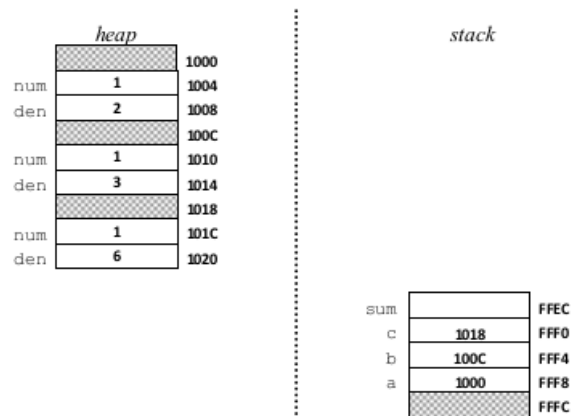 heap
stack
1000
num 1 1004
den 2 1008
100C
num 1 1010
den 3 1014
1018
num 1 101C
den 6 1020
sum FFEC
c 1018 FFF0
b 100C FFF4
a 1000 FFF8
FFFC